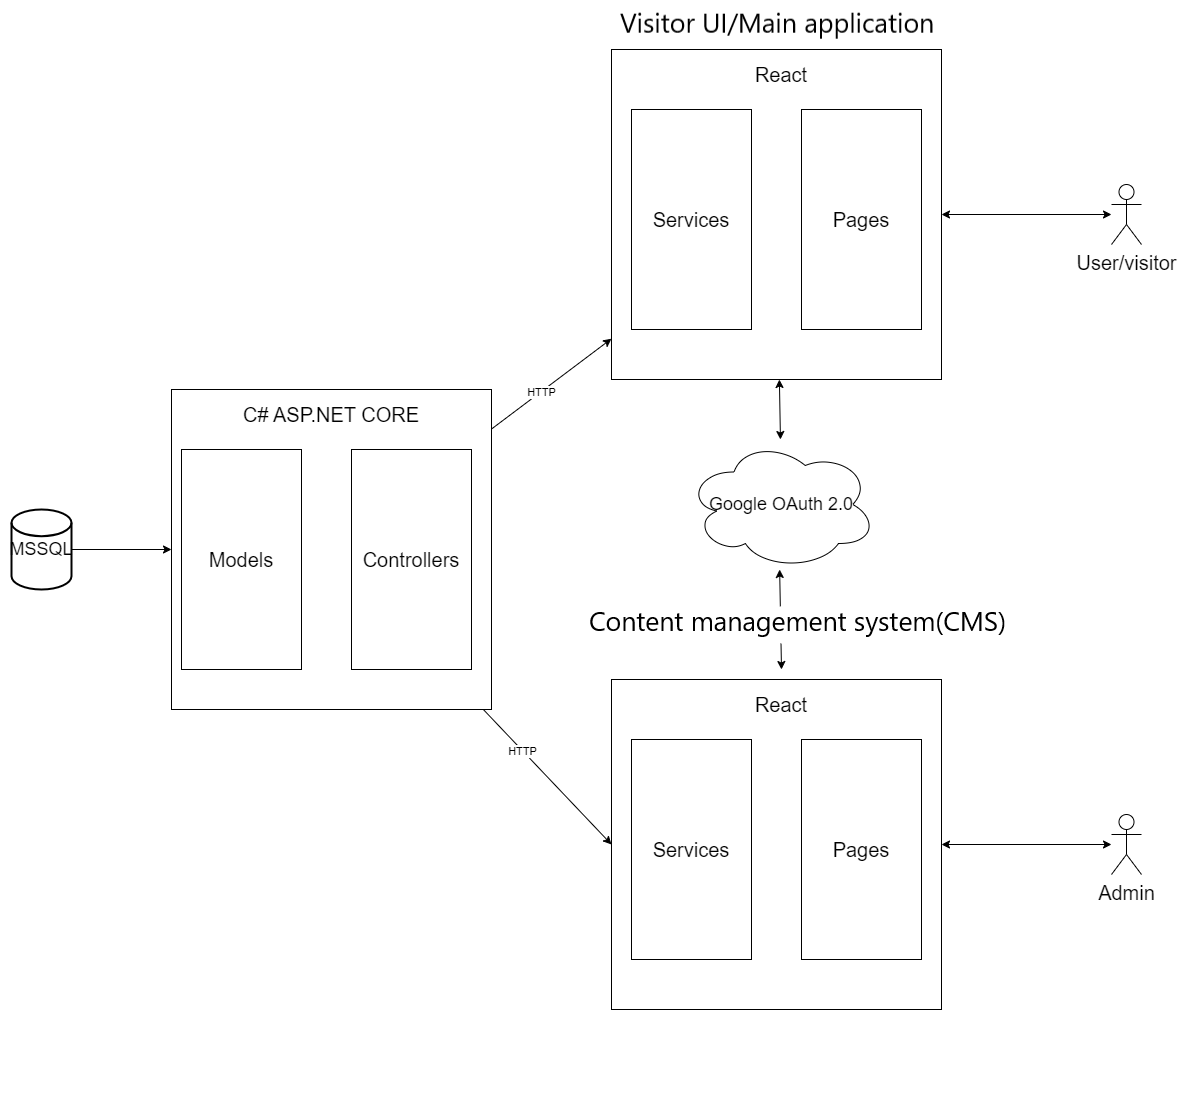 Visitor UI/Main application
React
Services
Pages
User/visitor
HTTP
C# ASP.NET CORE
Models
Controllers
MSSQL
Google OAuth 2.0
Content management system(CMS)
React
HTTP
Services
Pages
Admin